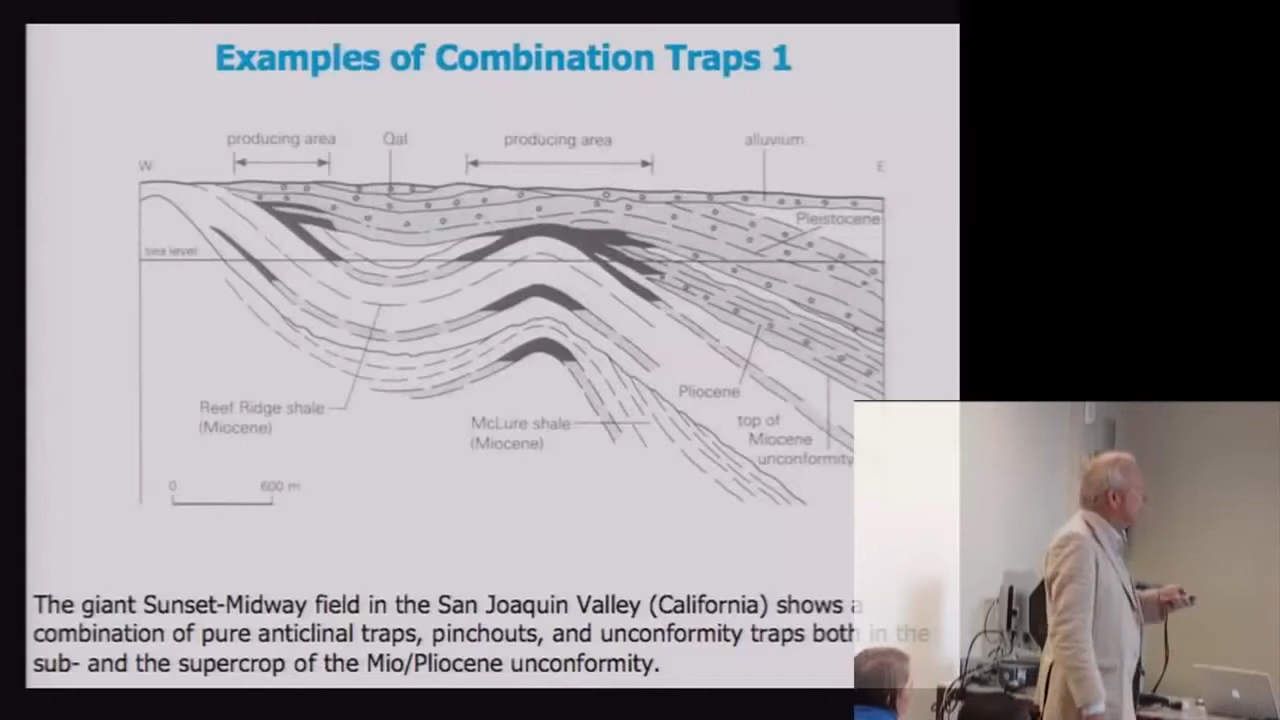 Examples of Combination Traps 1
producing area
Qal
producing area
alluvium
W
E
Pleistocene
sea level
Pliocene
Reef Ridge shale
(Miocene)
McLure shale
(Miocene)
top of
Miocene
unconformity
0
600 m
The giant Sunset-Midway field in the San Joaquin Valley (California) shows a
combination of pure anticlinal traps, pinchouts, and unconformity traps both in the
sub- and the supercrop of the Mio/Pliocene unconformity.